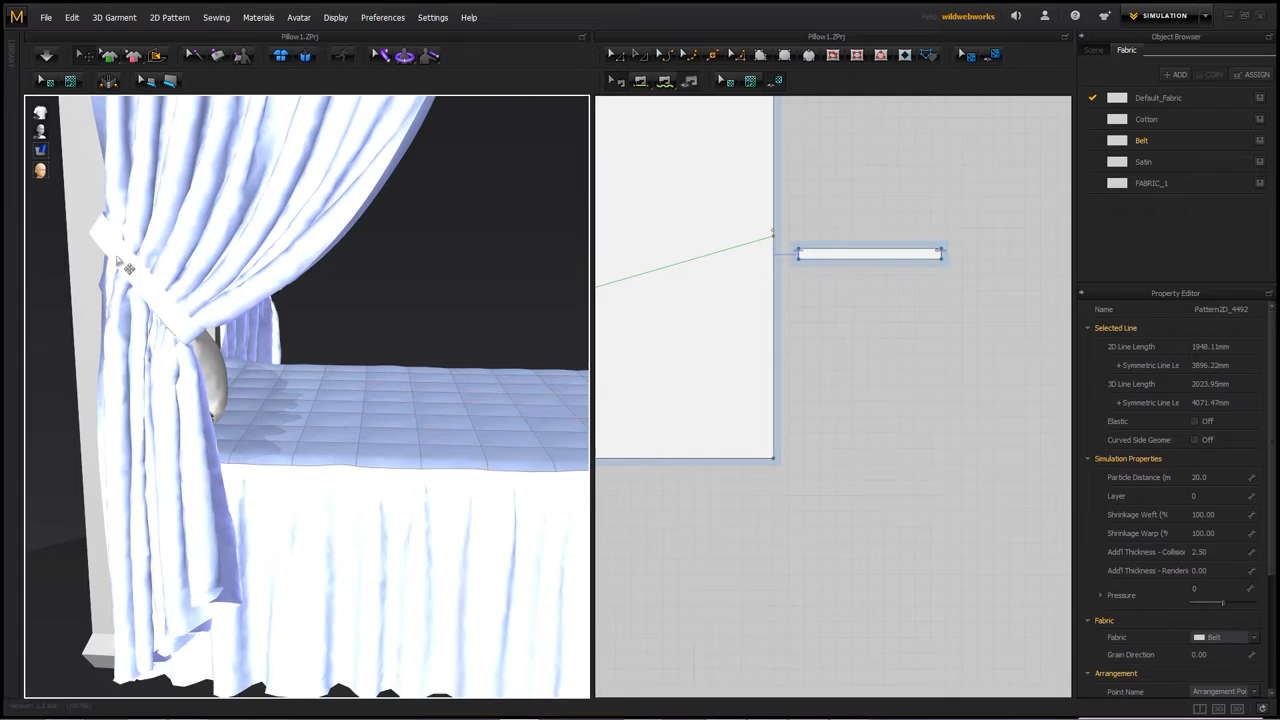 M File Edit 3D Garment 2D Pattern Sewing Materials Avatar Display Preferences Settings Help Hello, wildwebworks SIMULATION
Pillow1.ZPrj Pillow1.ZPrj Object Browser
LIBRARY
Scene Fabric
ADD COPY ASSIGN
Default_Fabric
Cotton
Belt
Satin
FABRIC_1
Property Editor
Name Pattern2D_4492
Selected Line
2D Line Length 1948.11mm
+ Symmetric Line Le 3896.22mm
3D Line Length 2023.95mm
+ Symmetric Line Le 4071.47mm
Elastic Off
Curved Side Geome Off
Simulation Properties
Particle Distance (m 20.0
Layer 0
Shrinkage Weft (% 100.00
Shrinkage Warp (% 100.00
Add'l Thickness - Collisio 2.50
Add'l Thickness - Renderi 0.00
Pressure 0
Fabric
Fabric Belt
Grain Direction 0.00
Arrangement
Point Name Arrangement Poi
3D 2D